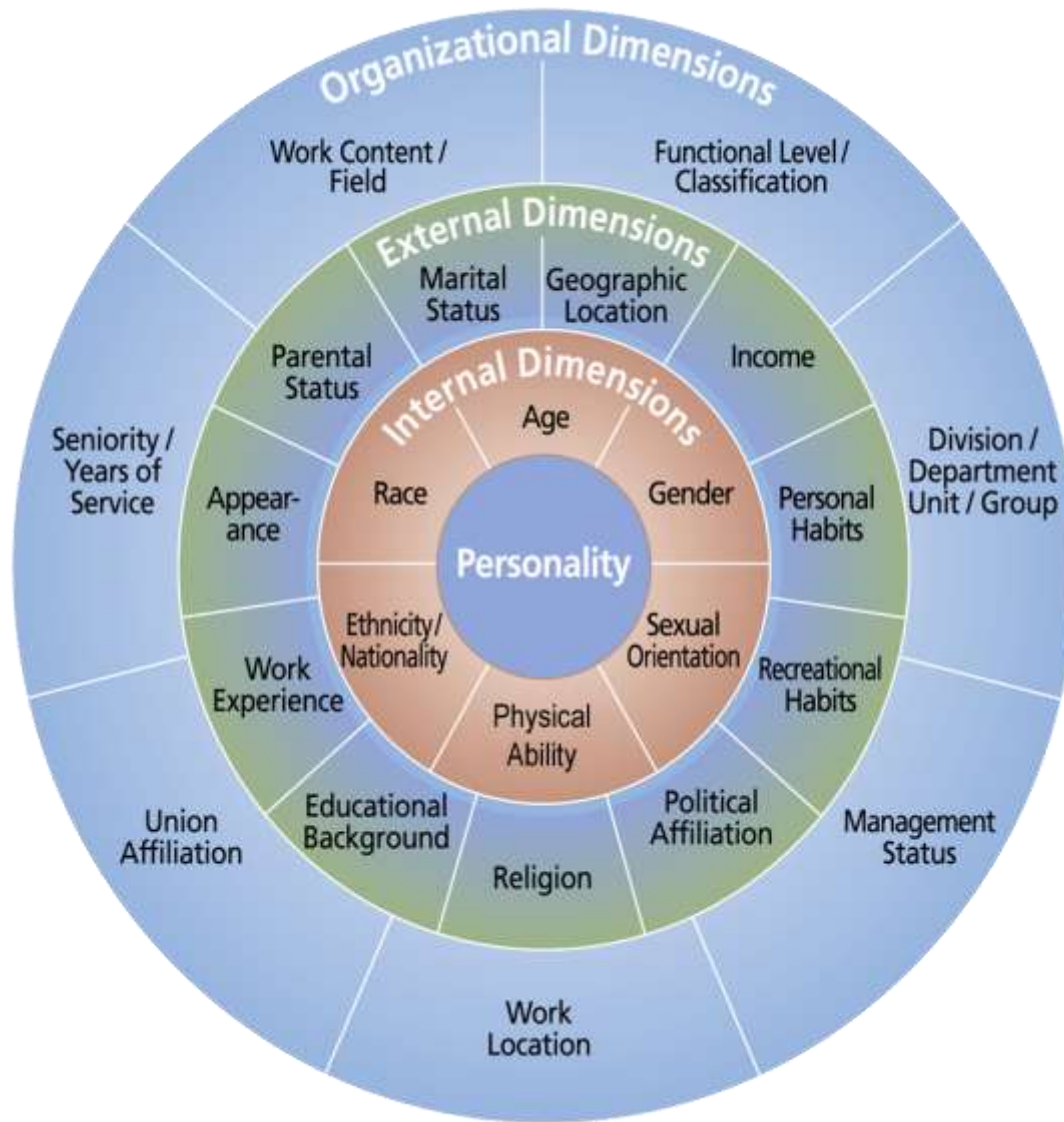 Organizational Dimensions
Work Content /
Field
Functional Level /
Classification
Division /
Department
Unit / Group
Management
Status
Work
Location
Union
Affiliation
Seniority /
Years of
Service
External Dimensions
Marital
Status
Geographic
Location
Income
Personal
Habits
Recreational
Habits
Political
Affiliation
Religion
Educational
Background
Work
Experience
Appear-
ance
Parental
Status
Internal Dimensions
Age
Gender
Sexual
Orientation
Physical
Ability
Ethnicity/
Nationality
Race
Personality